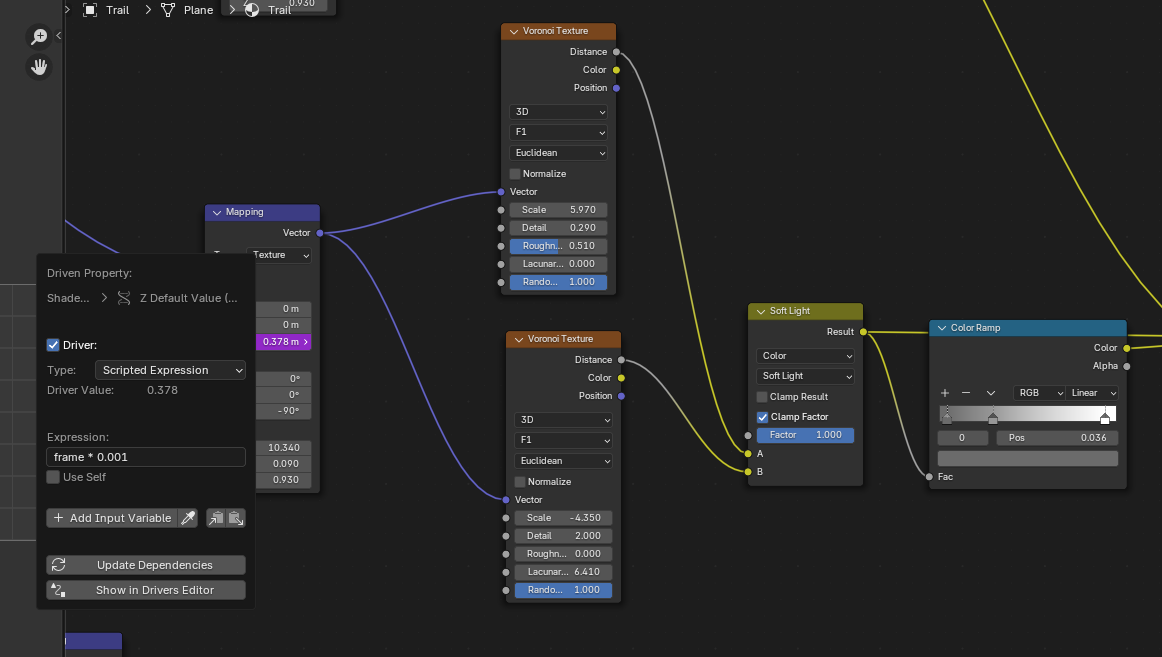 Trail > Plane > Trail
0.930
Voronoi Texture
Distance
Color
Position
3D
F1
Euclidean
Normalize
Vector
Scale 5.970
Detail 0.290
Roughn... 0.510
Lacunar... 0.000
Rando... 1.000
Mapping
Vector
Texture
0 m
0 m
0.378 m
0°
0°
-90°
10.340
0.090
0.930
Driven Property:
Shade... > Z Default Value (...
Driver:
Type: Scripted Expression
Driver Value: 0.378
Expression:
frame * 0.001
Use Self
+ Add Input Variable
Update Dependencies
Show in Drivers Editor
Voronoi Texture
Distance
Color
Position
3D
F1
Euclidean
Normalize
Vector
Scale -4.350
Detail 2.000
Roughn... 0.000
Lacunar... 6.410
Rando... 1.000
Soft Light
Result
Color
Soft Light
Clamp Result
Clamp Factor
Factor 1.000
A
B
Color Ramp
Color
Alpha
RGB Linear
0 Pos 0.036
Fac